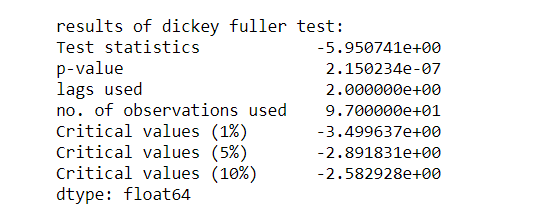 results of dickey fuller test:
Test statistics -5.950741e+00
p-value 2.150234e-07
lags used 2.000000e+00
no. of observations used 9.700000e+01
Critical values (1%) -3.499637e+00
Critical values (5%) -2.891831e+00
Critical values (10%) -2.582928e+00
dtype: float64